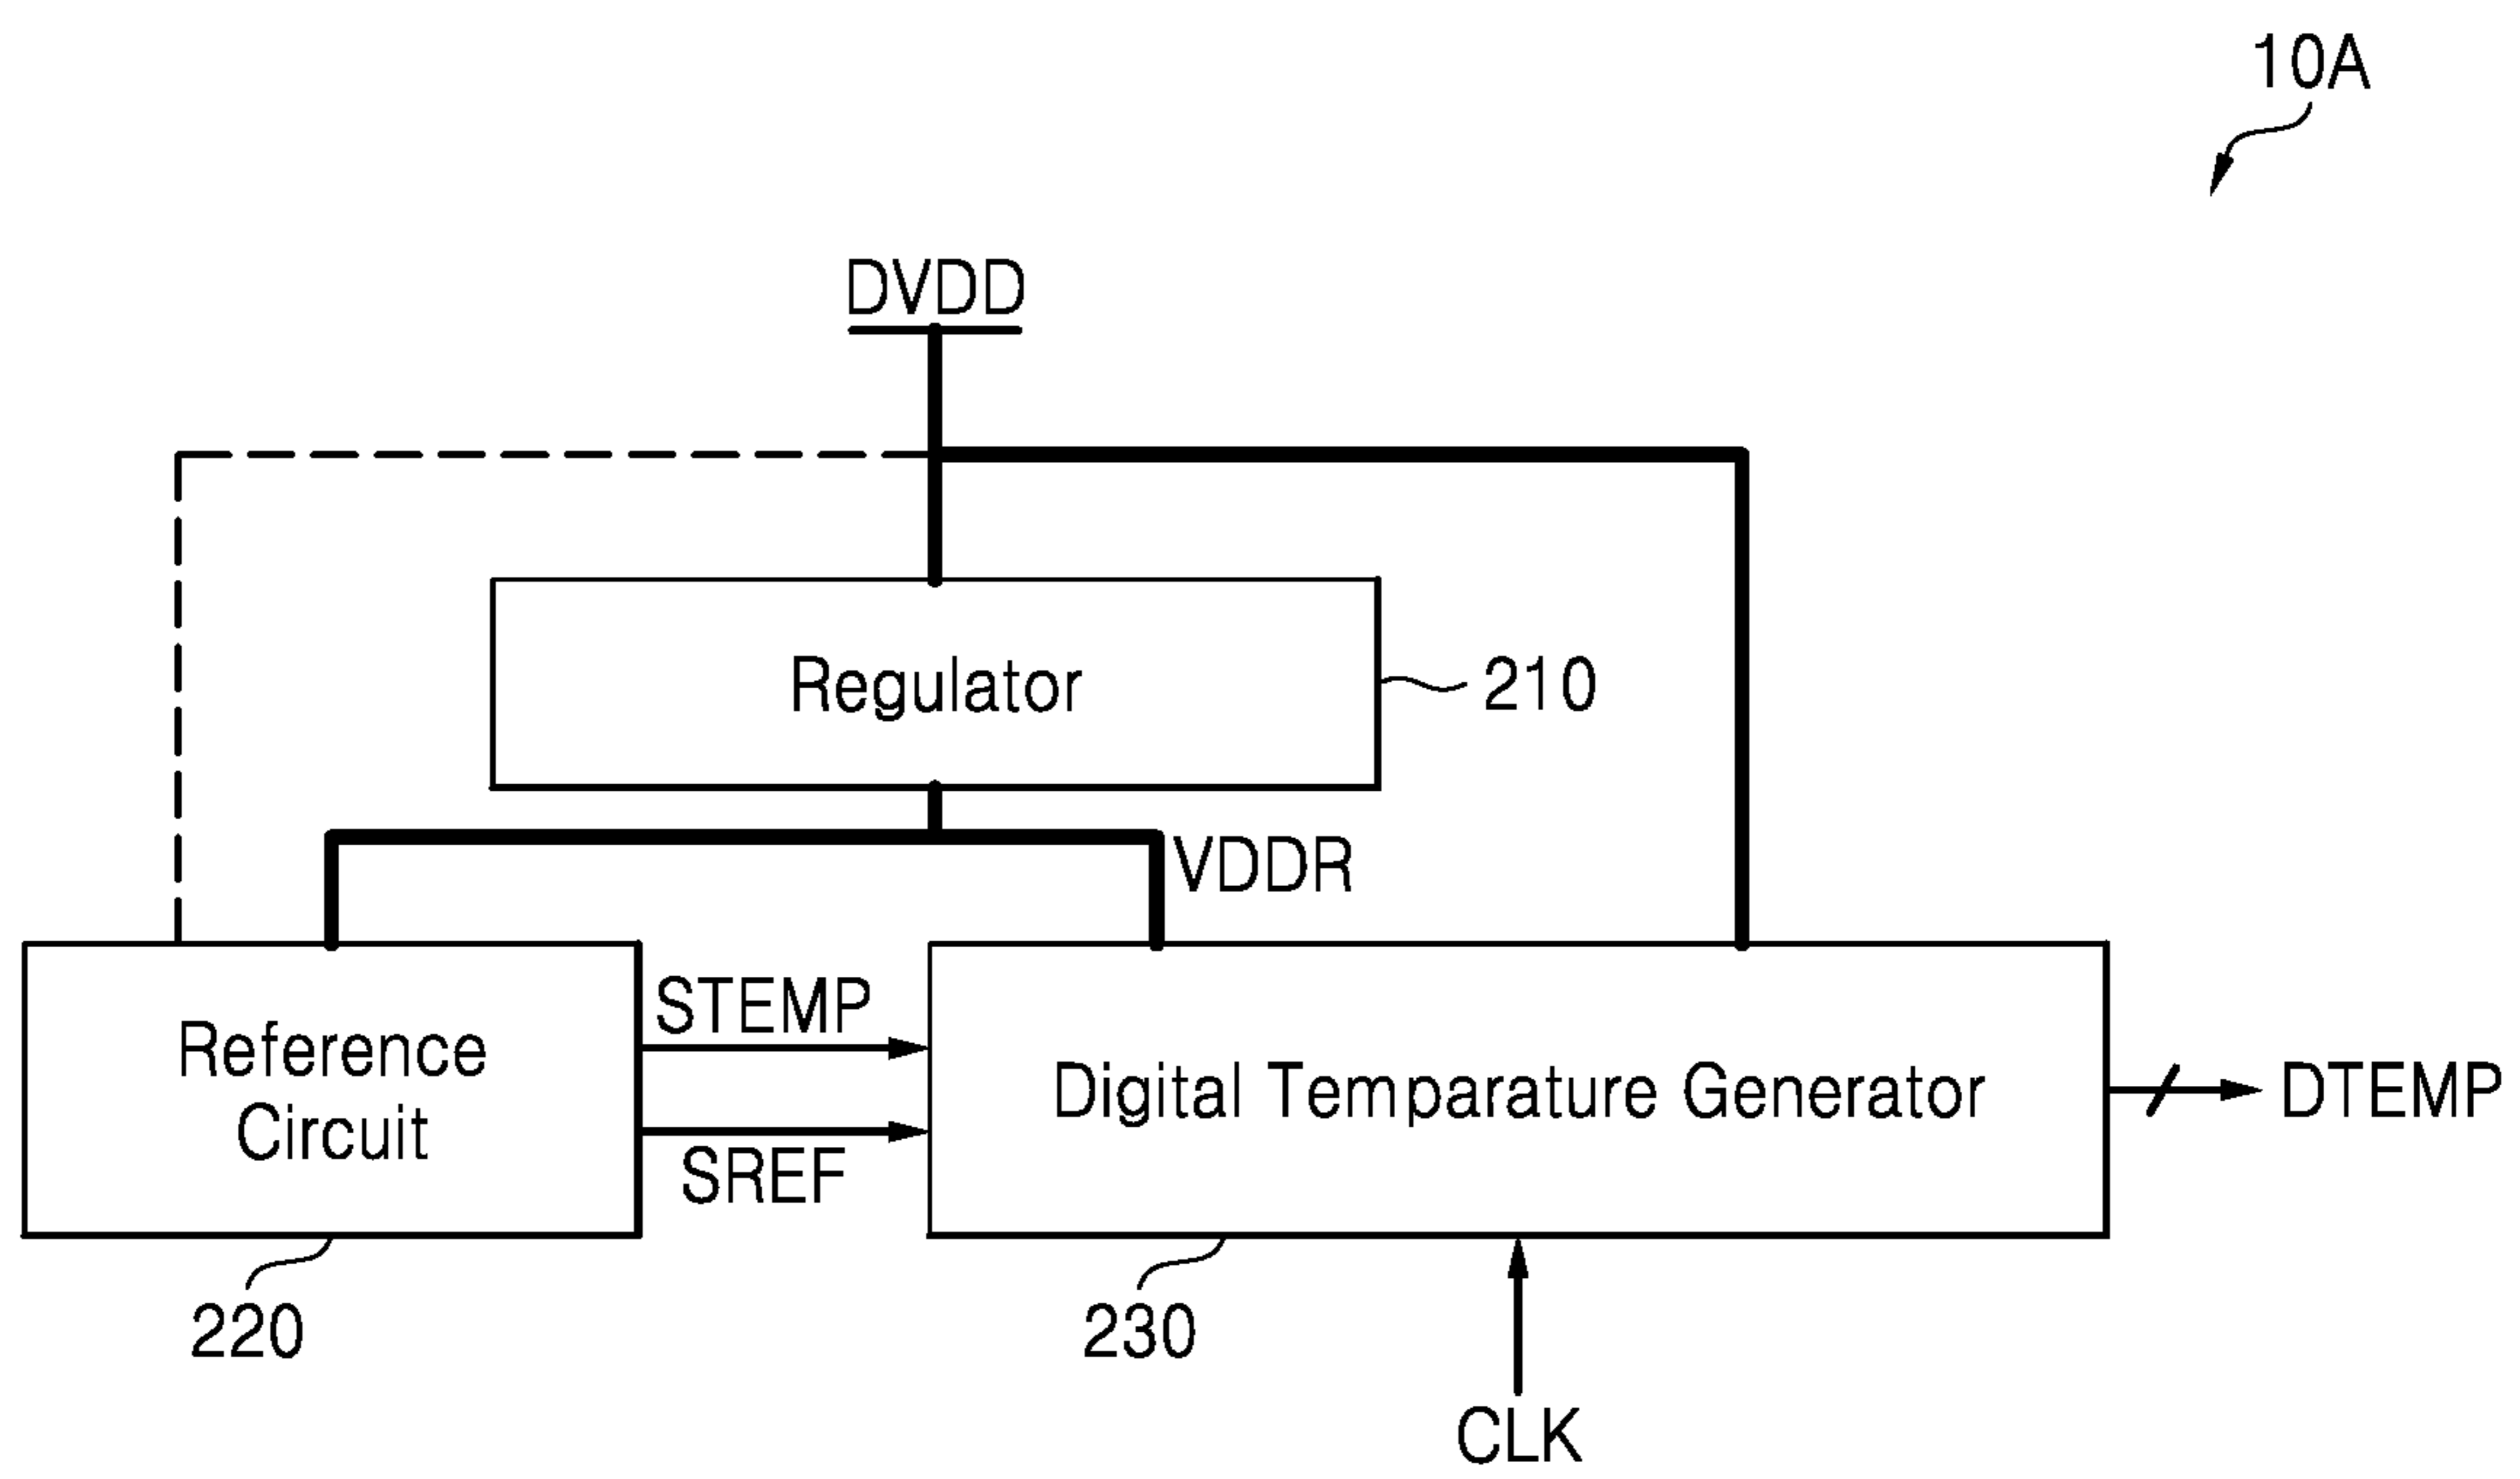 10A
DVDD
Regulator
210
VDDR
STEMP
Reference
Circuit
SREF
Digital Temparature Generator
DTEMP
220
230
CLK